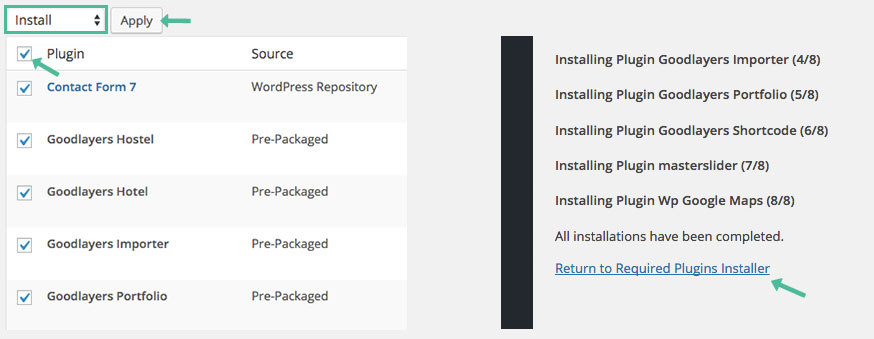 Install Apply
Plugin Source
Contact Form 7 WordPress Repository
Goodlayers Hostel Pre-Packaged
Goodlayers Hotel Pre-Packaged
Goodlayers Importer Pre-Packaged
Goodlayers Portfolio Pre-Packaged
Installing Plugin Goodlayers Importer (4/8)
Installing Plugin Goodlayers Portfolio (5/8)
Installing Plugin Goodlayers Shortcode (6/8)
Installing Plugin masterslider (7/8)
Installing Plugin Wp Google Maps (8/8)
All installations have been completed.
Return to Required Plugins Installer